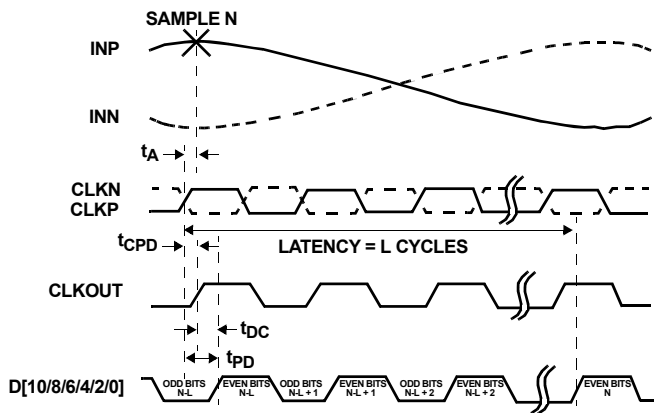 SAMPLE N
INP
INN
tA
CLKN
CLKP
tCPD
LATENCY = L CYCLES
CLKOUT
tDC
tPD
D[10/8/6/4/2/0]
ODD BITS
N-L
EVEN BITS
N-L
ODD BITS
N-L + 1
EVEN BITS
N-L + 1
ODD BITS
N-L + 2
EVEN BITS
N-L + 2
EVEN BITS
N